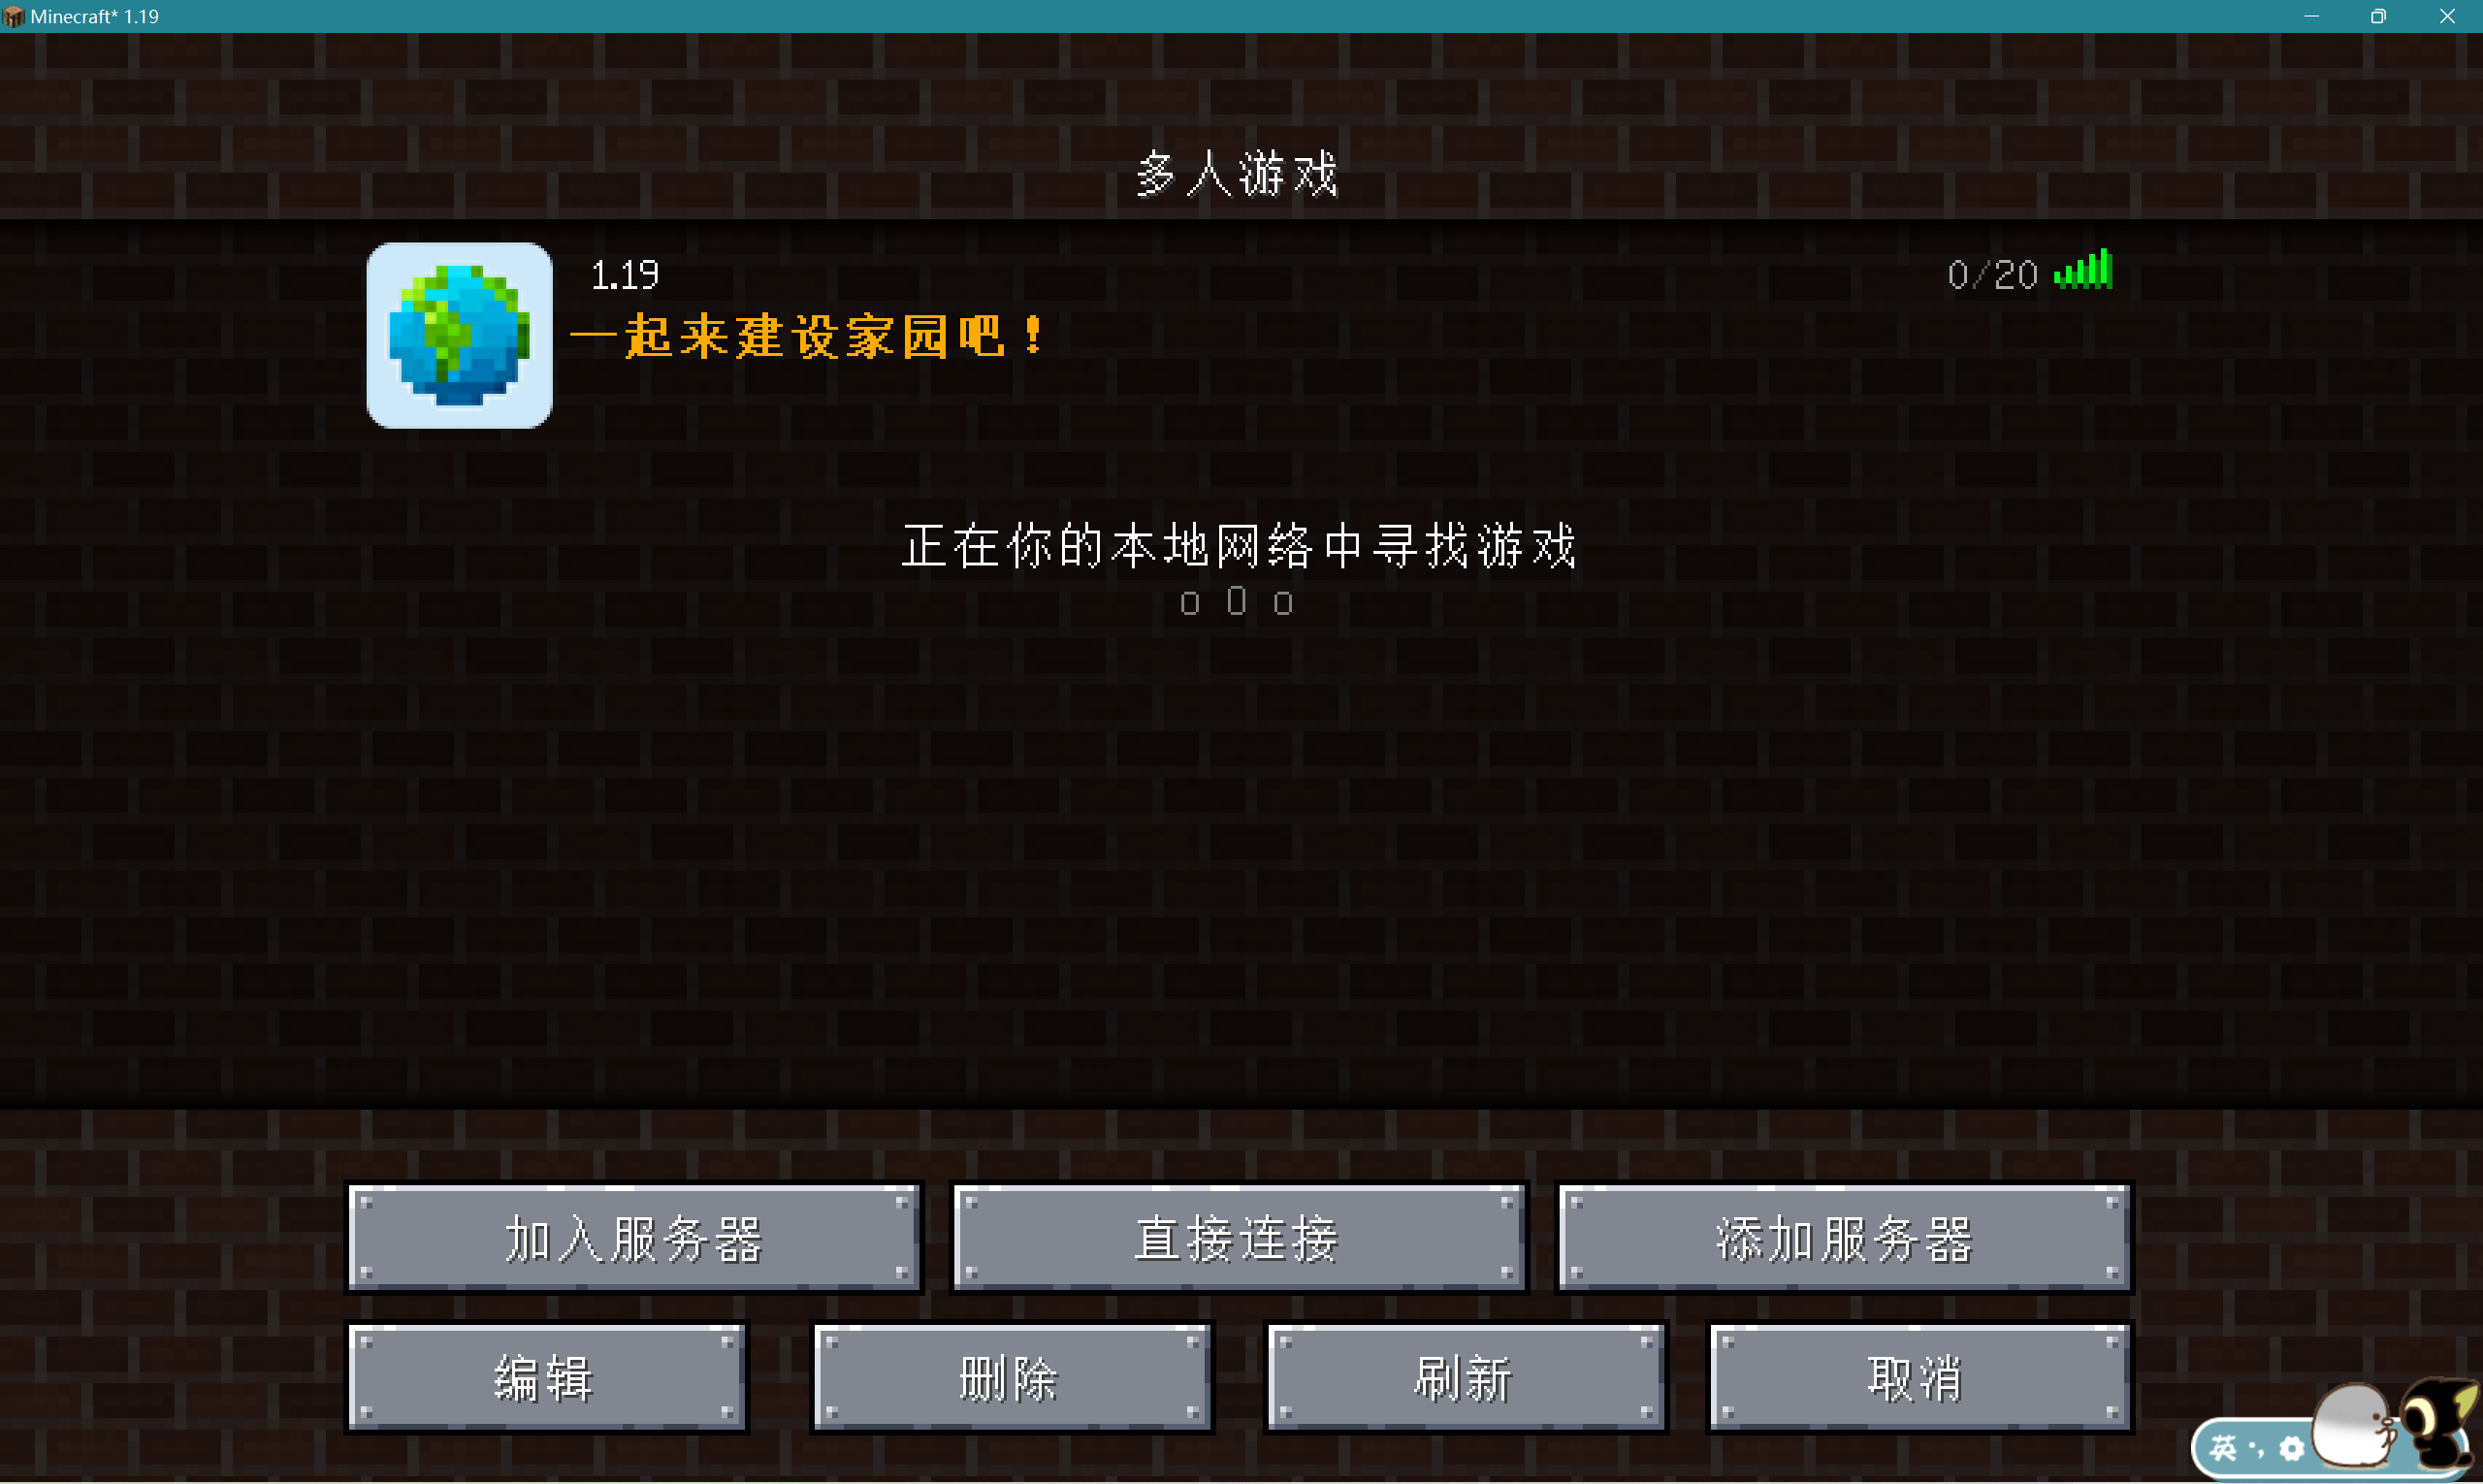 Minecraft* 1.19
多人游戏
1.19
0/20
一起来建设家园吧！
正在你的本地网络中寻找游戏
o O o
加入服务器
直接连接
添加服务器
编辑
删除
刷新
取消
英 ·,